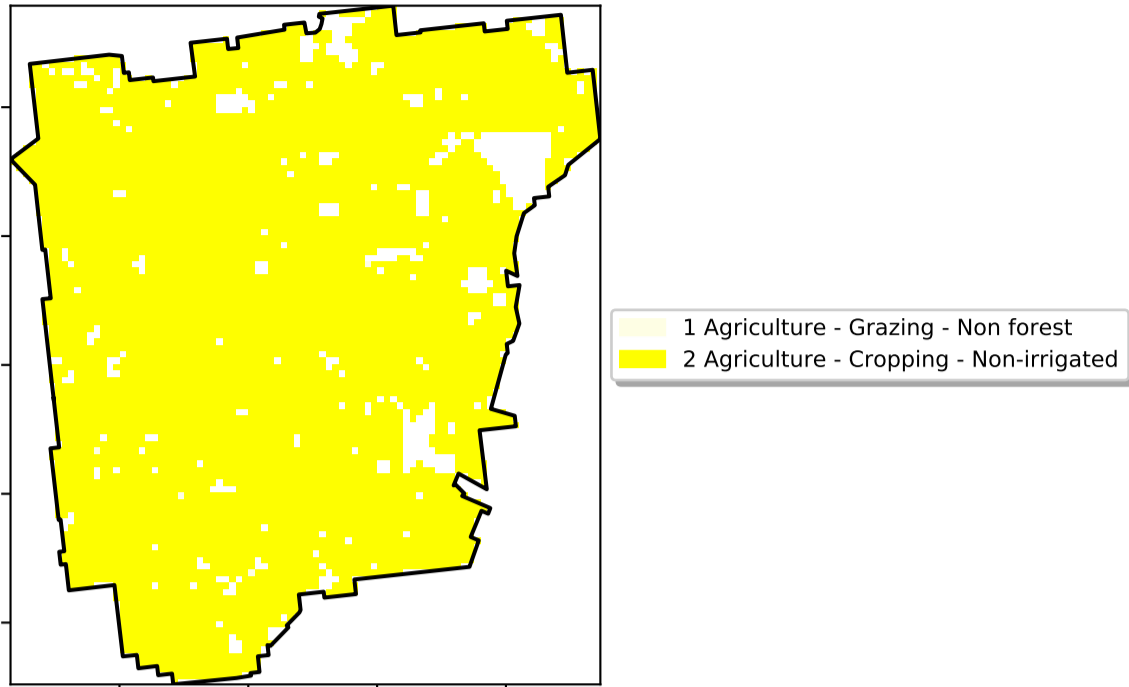 1 Agriculture - Grazing - Non forest
2 Agriculture - Cropping - Non-irrigated